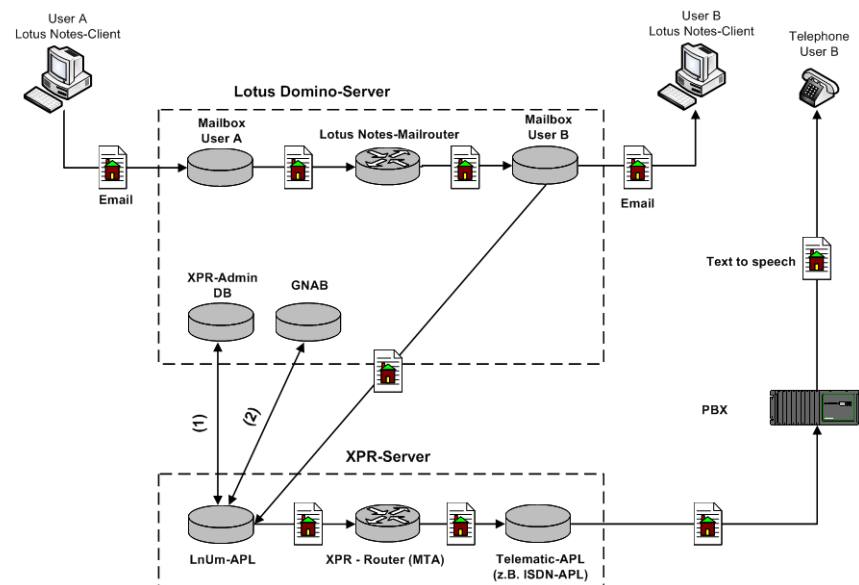 User A
Lotus Notes-Client
User B
Lotus Notes-Client
Telephone
User B
Lotus Domino-Server
Mailbox
User A
Lotus Notes-Mailrouter
Mailbox
User B
Email
Email
XPR-Admin
DB
GNAB
Text to speech
(1)
(2)
PBX
XPR-Server
LnUm-APL
XPR - Router (MTA)
Telematic-APL
(z.B. ISDN-APL)